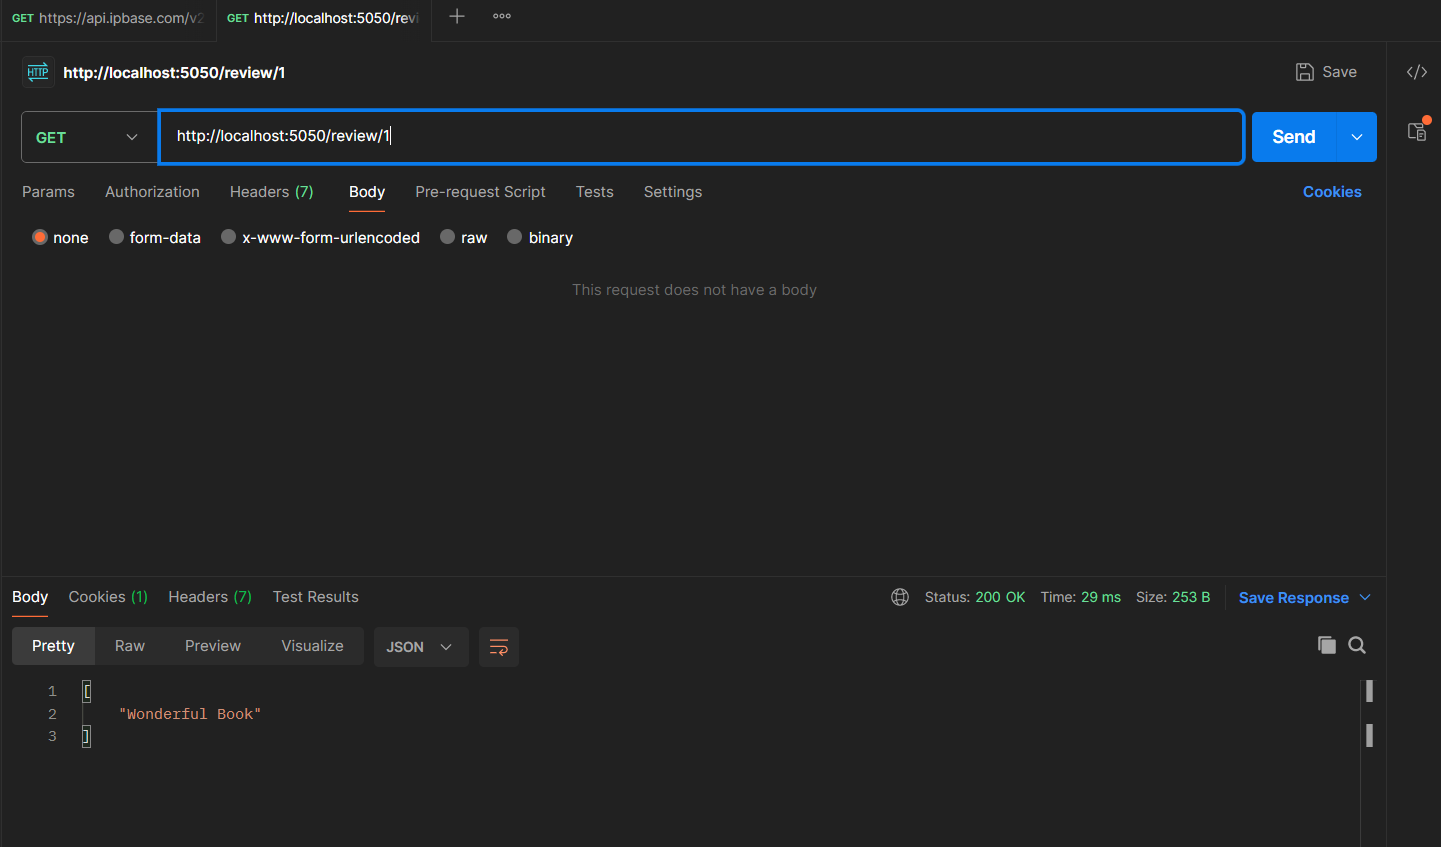 GET https://api.ipbase.com/v2 GET http://localhost:5050/revi
HTTP http://localhost:5050/review/1 Save
GET http://localhost:5050/review/1 Send
Params Authorization Headers (7) Body Pre-request Script Tests Settings Cookies
none form-data x-www-form-urlencoded raw binary
This request does not have a body
Body Cookies (1) Headers (7) Test Results Status: 200 OK Time: 29 ms Size: 253 B Save Response
Pretty Raw Preview Visualize JSON
1 [
2 "Wonderful Book"
3 ]